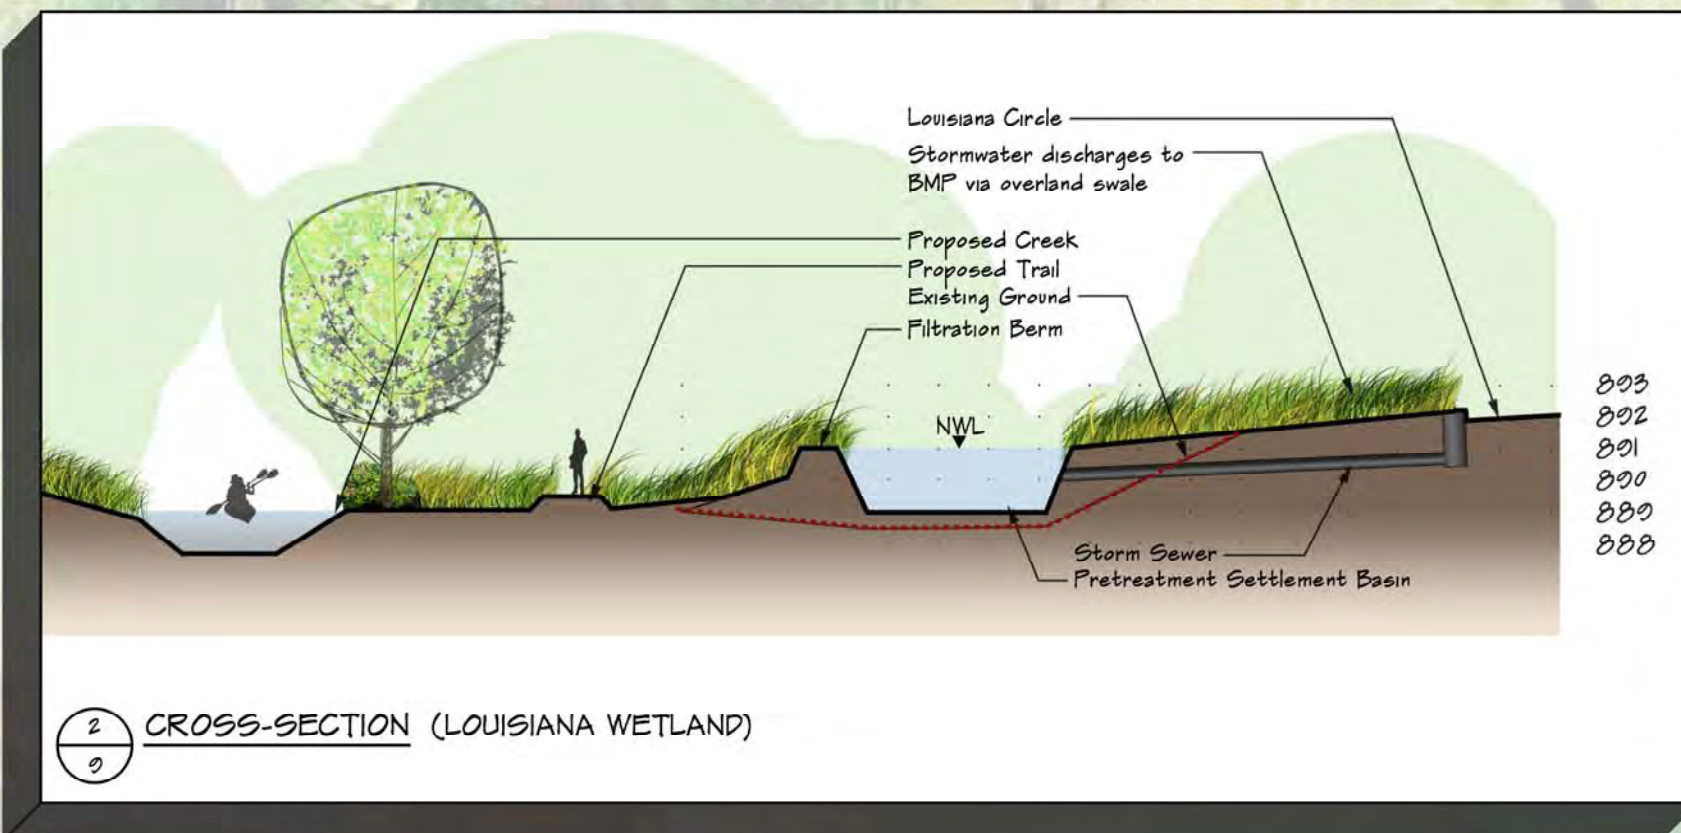 Louisiana Circle
Stormwater discharges to
BMP via overland swale
Proposed Creek
Proposed Trail
Existing Ground
Filtration Berm
NWL
893
892
891
890
889
888
Storm Sewer
Pretreatment Settlement Basin
2
9
CROSS-SECTION (LOUISIANA WETLAND)